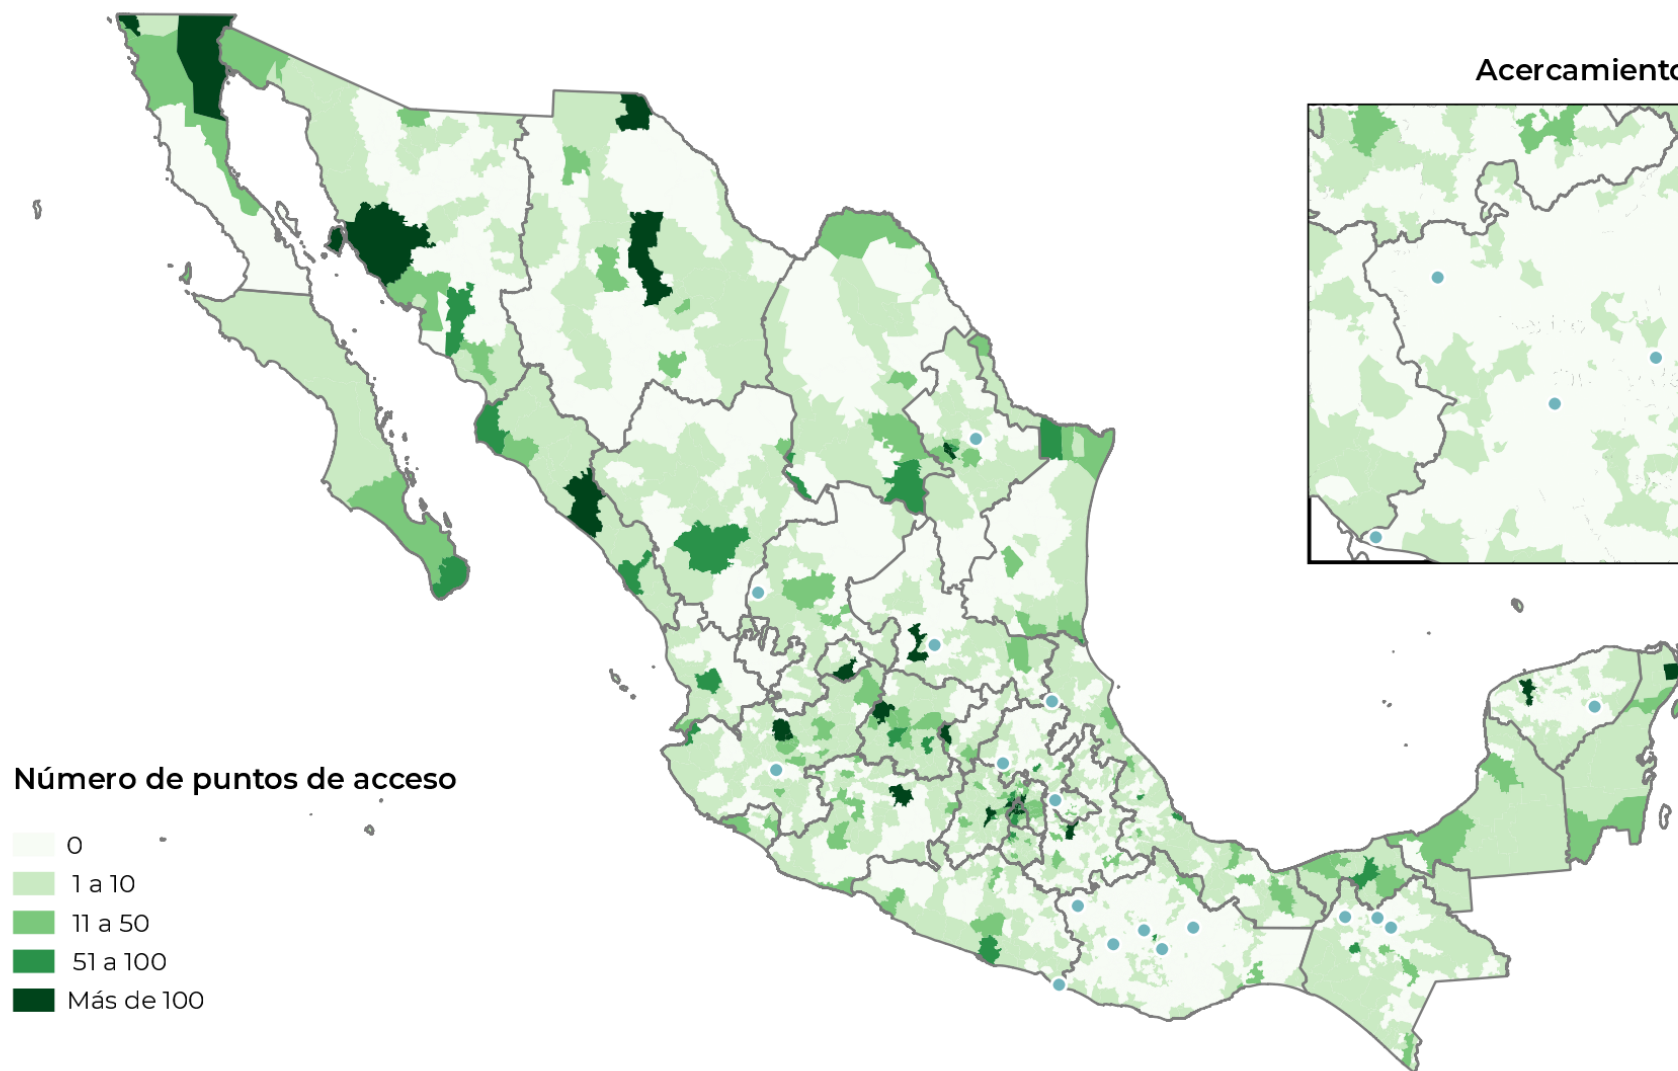 Acercamiento
Número de puntos de acceso
0
1 a 10
11 a 50
51 a 100
Más de 100